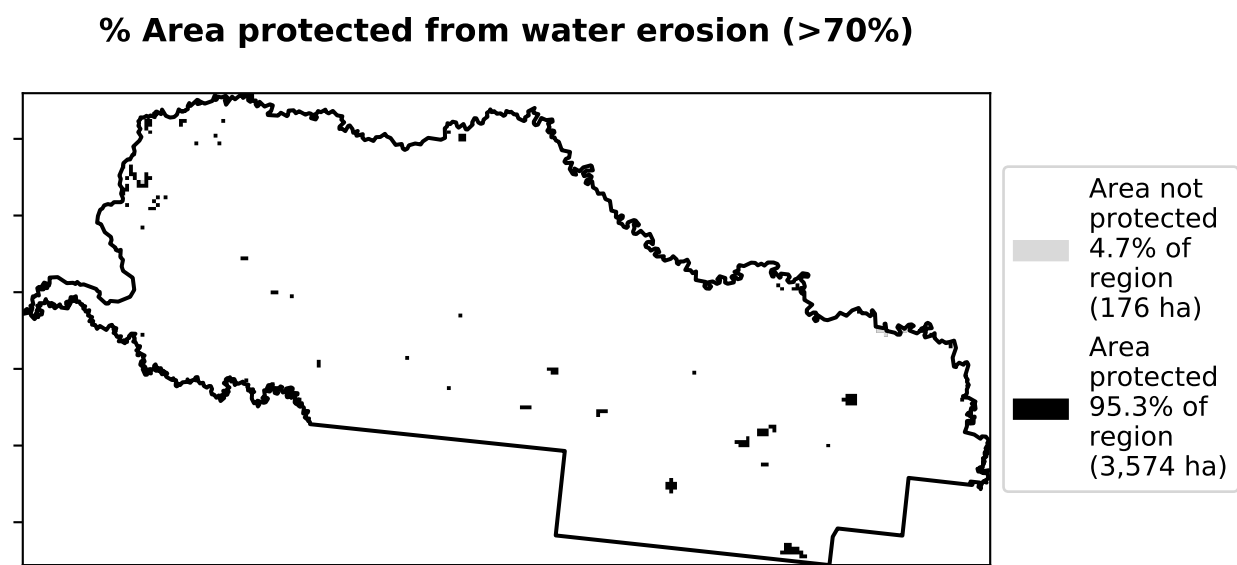 % Area protected from water erosion (>70%)
Area not
protected
4.7% of
region
(176 ha)
Area
protected
95.3% of
region
(3,574 ha)